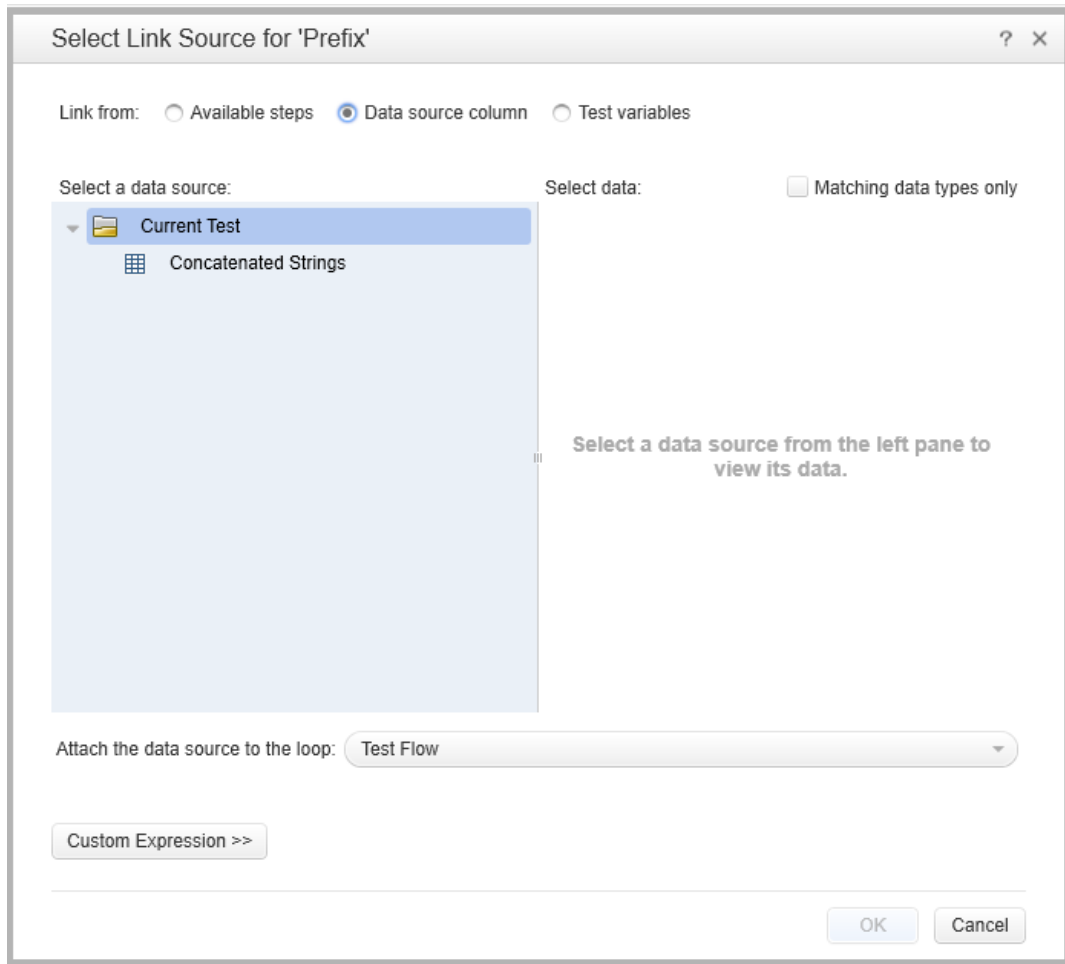 Select Link Source for 'Prefix'
? ×
Link from: Available steps Data source column Test variables
Select a data source: Select data: Matching data types only
Current Test
Concatenated Strings
Select a data source from the left pane to
view its data.
Attach the data source to the loop: Test Flow
Custom Expression >>
OK Cancel